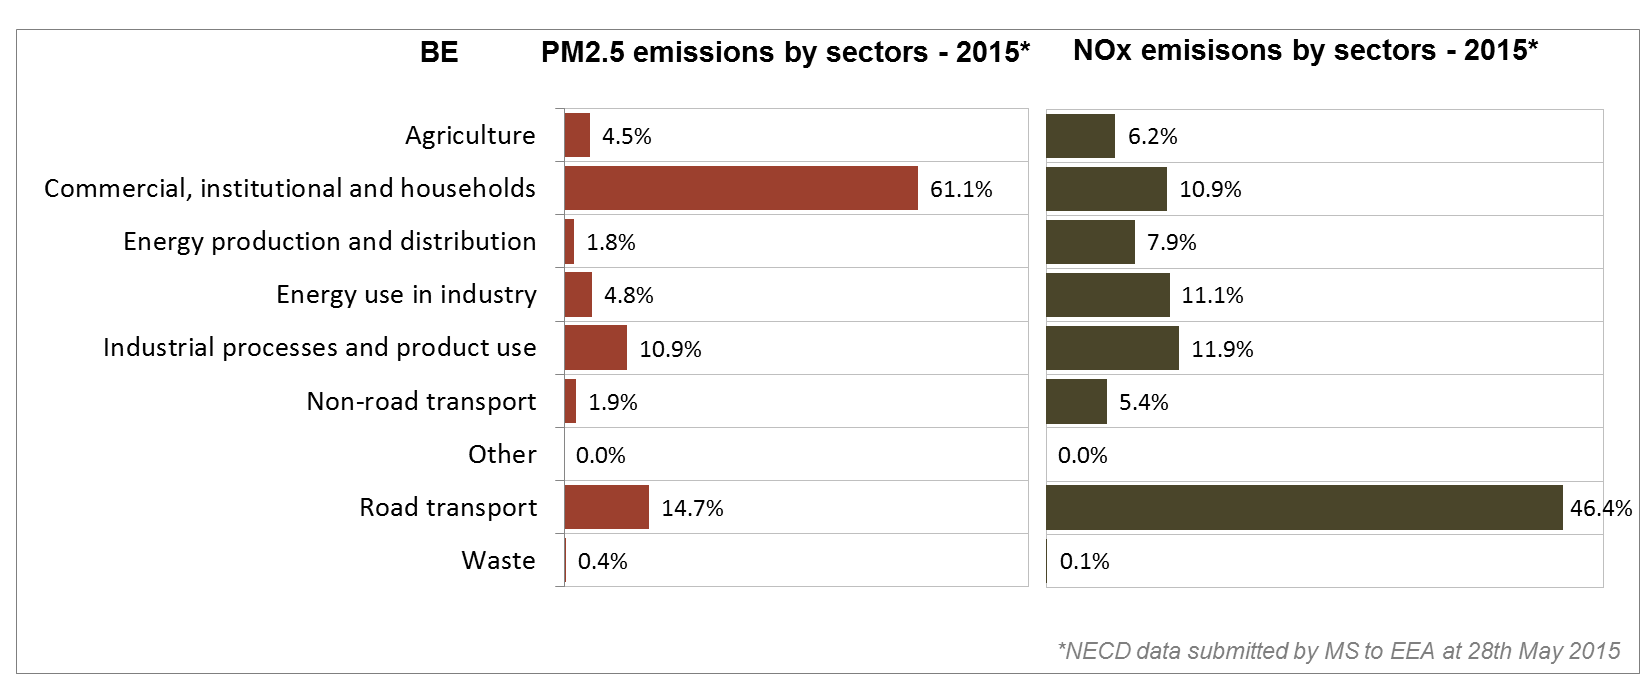 BE PM2.5 emissions by sectors - 2015* NOx emisisons by sectors - 2015*
Agriculture 4.5% 6.2%
Commercial, institutional and households 61.1% 10.9%
Energy production and distribution 1.8% 7.9%
Energy use in industry 4.8% 11.1%
Industrial processes and product use 10.9% 11.9%
Non-road transport 1.9% 5.4%
Other 0.0% 0.0%
Road transport 14.7% 46.4%
Waste 0.4% 0.1%
*NECD data submitted by MS to EEA at 28th May 2015